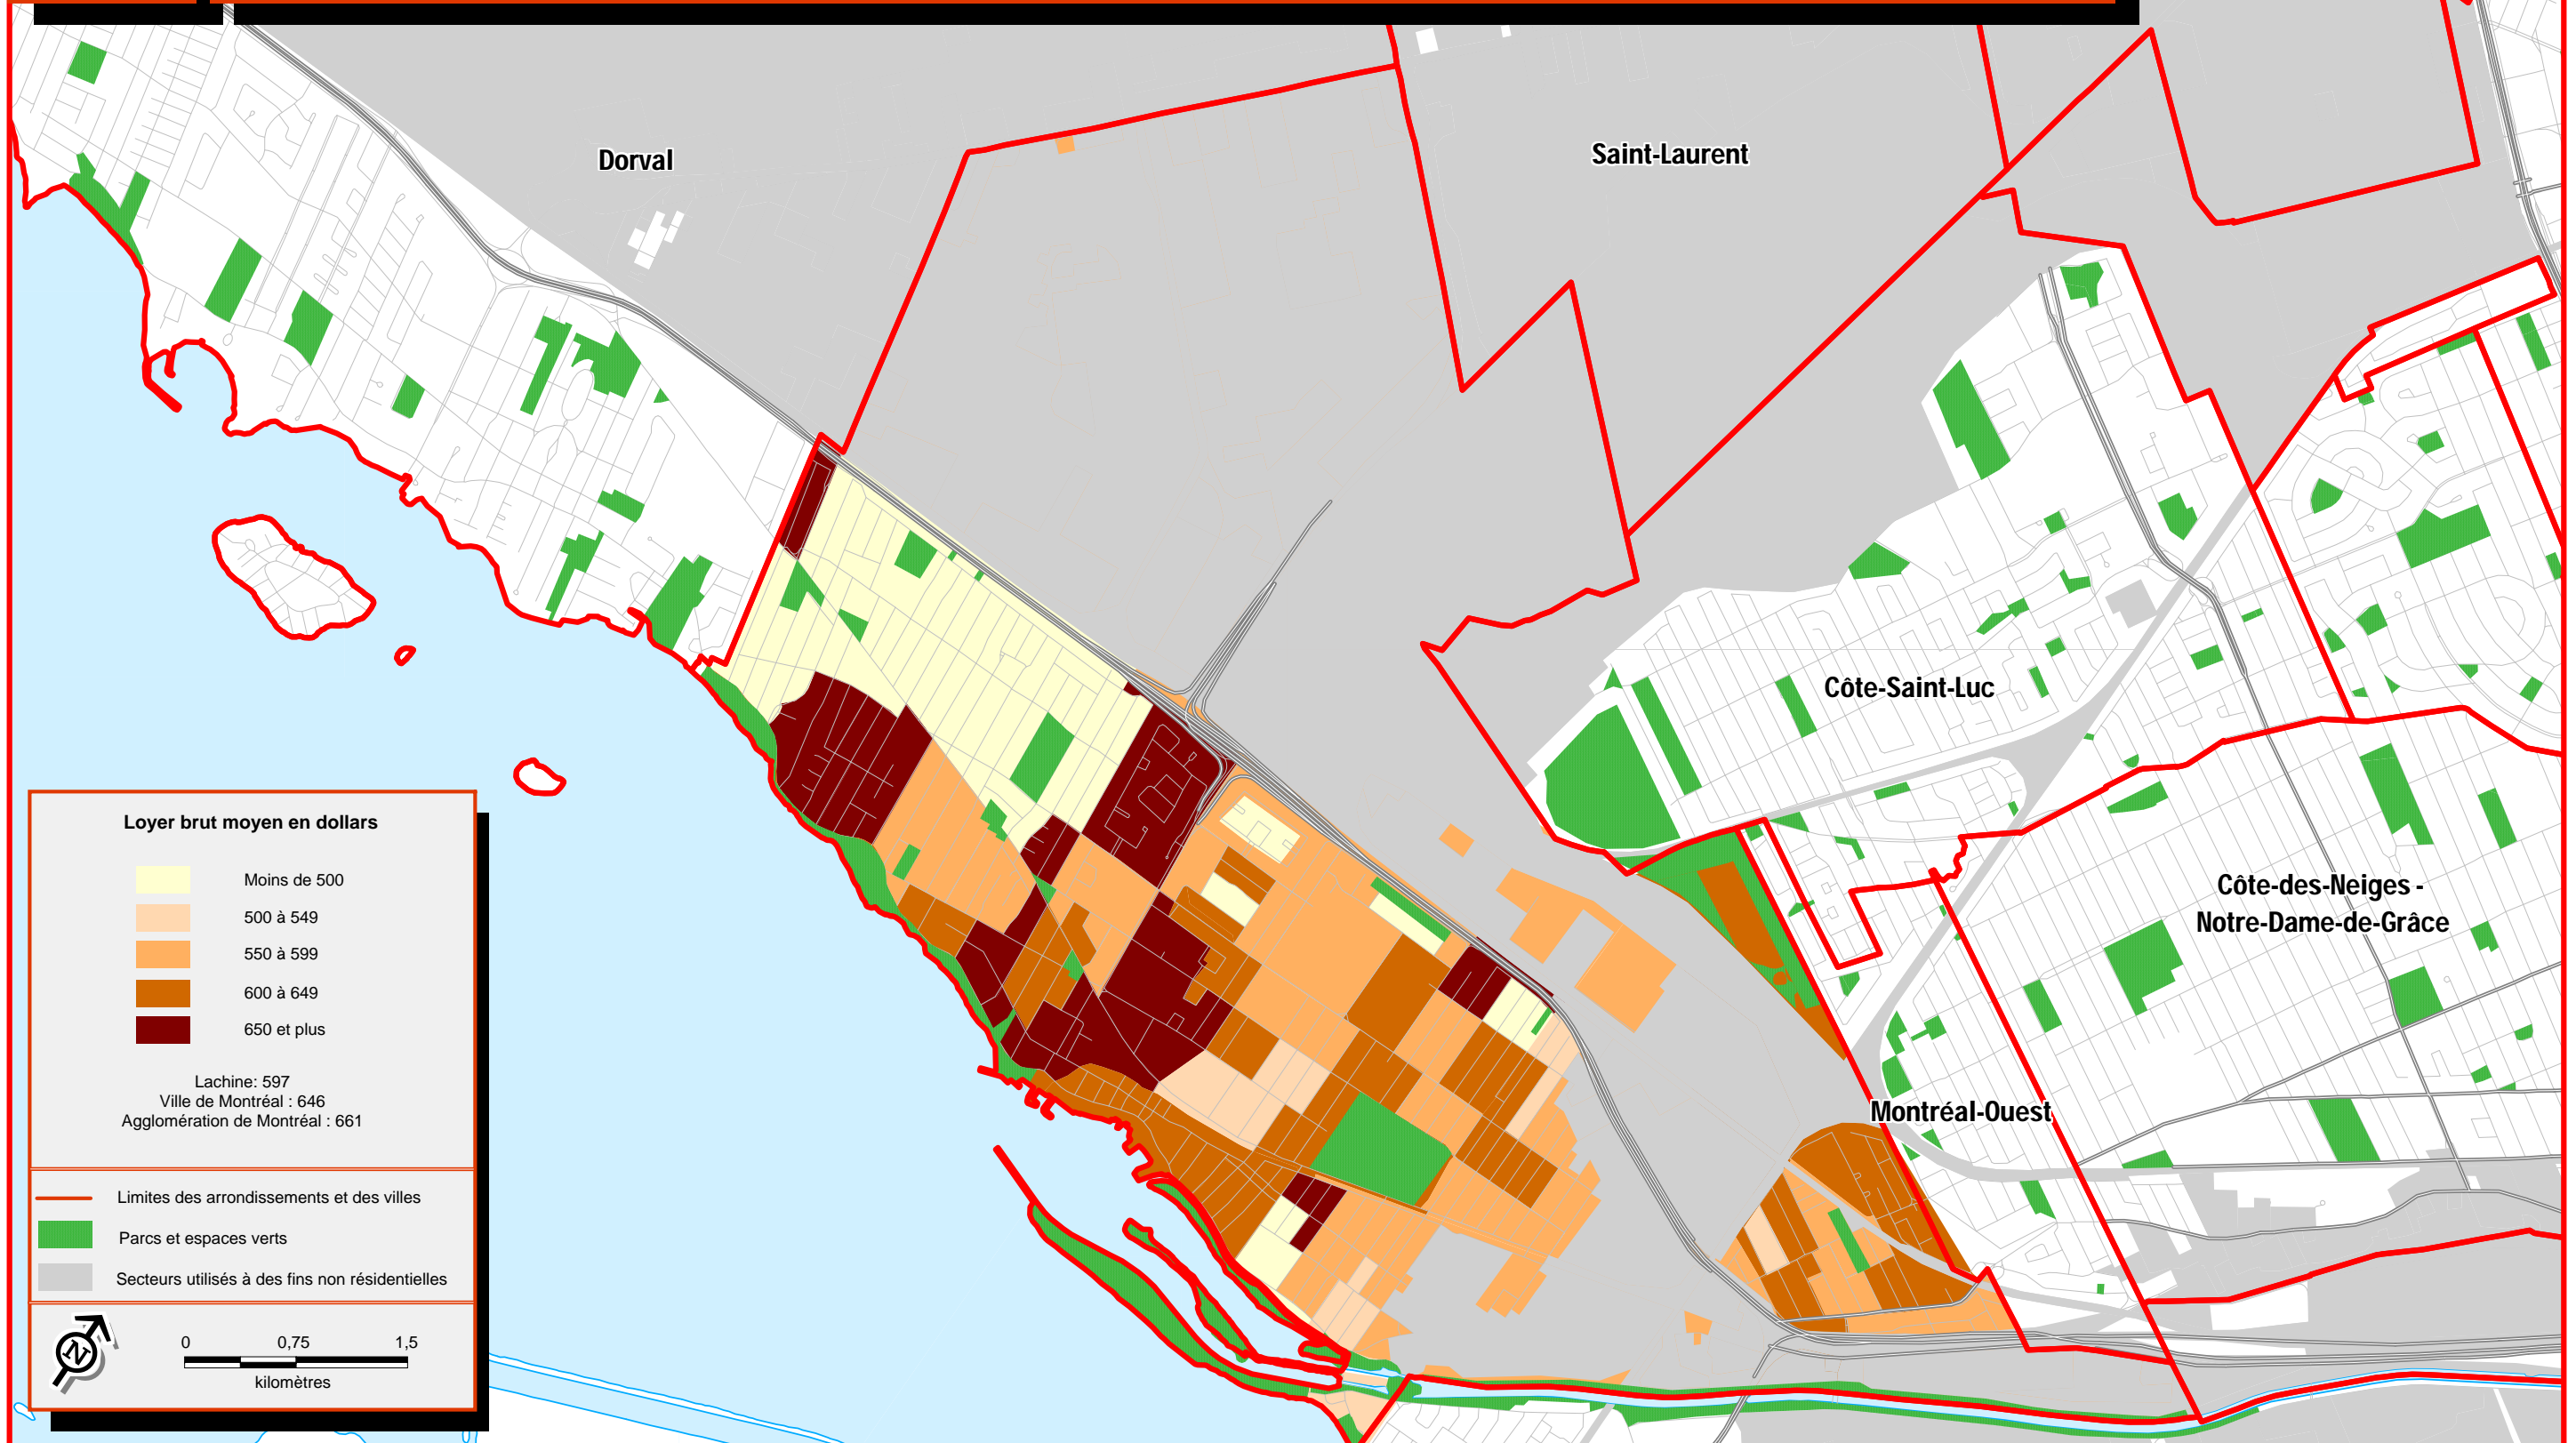 Dorval
Saint-Laurent
Côte-Saint-Luc
Côte-des-Neiges -
Notre-Dame-de-Grâce
Montréal-Ouest
Loyer brut moyen en dollars
Moins de 500
500 à 549
550 à 599
600 à 649
650 et plus
Lachine: 597
Ville de Montréal : 646
Agglomération de Montréal : 661
Limites des arrondissements et des villes
Parcs et espaces verts
Secteurs utilisés à des fins non résidentielles
N
0 0,75 1,5
kilomètres